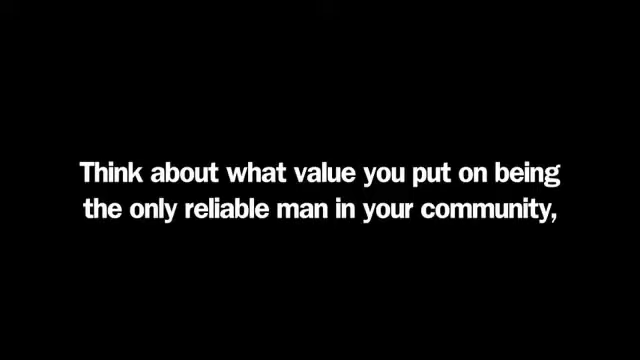 Think about what value you put on being
the only reliable man in your community,